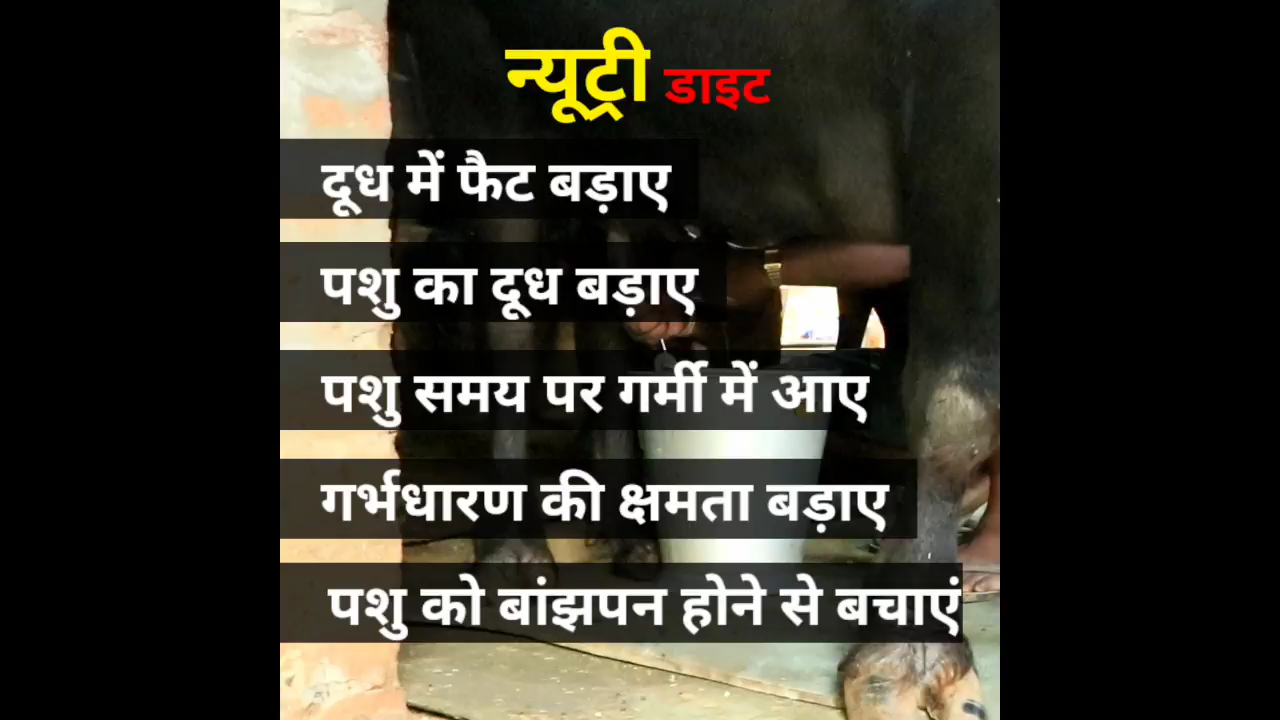 न्यूट्री डाइट
दूध में फैट बड़ाए
पशु का दूध बड़ाए
पशु समय पर गर्मी में आए
गर्भधारण की क्षमता बड़ाए
पशु को बांझपन होने से बचाएं